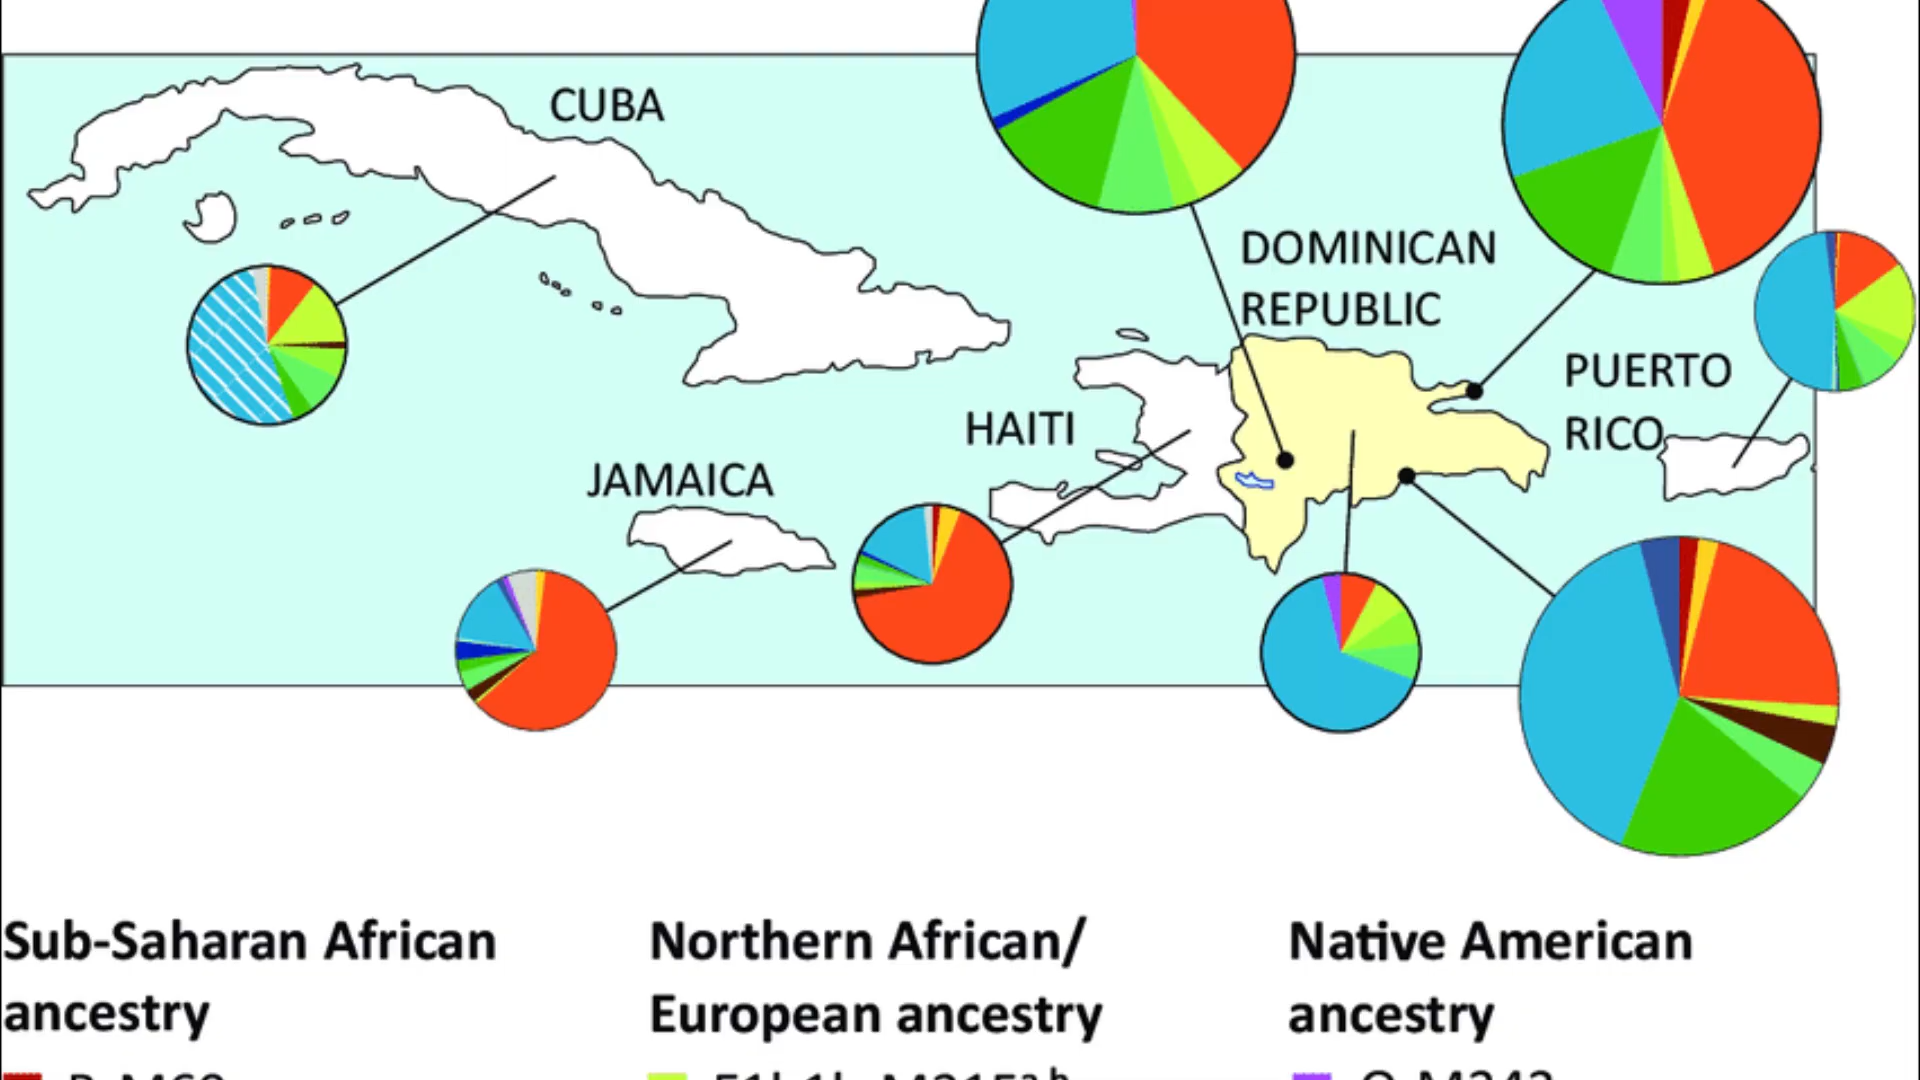 CUBA
DOMINICAN
REPUBLIC
PUERTO
RICO
HAITI
JAMAICA
Sub-Saharan African
ancestry
Northern African/
European ancestry
Native American
ancestry